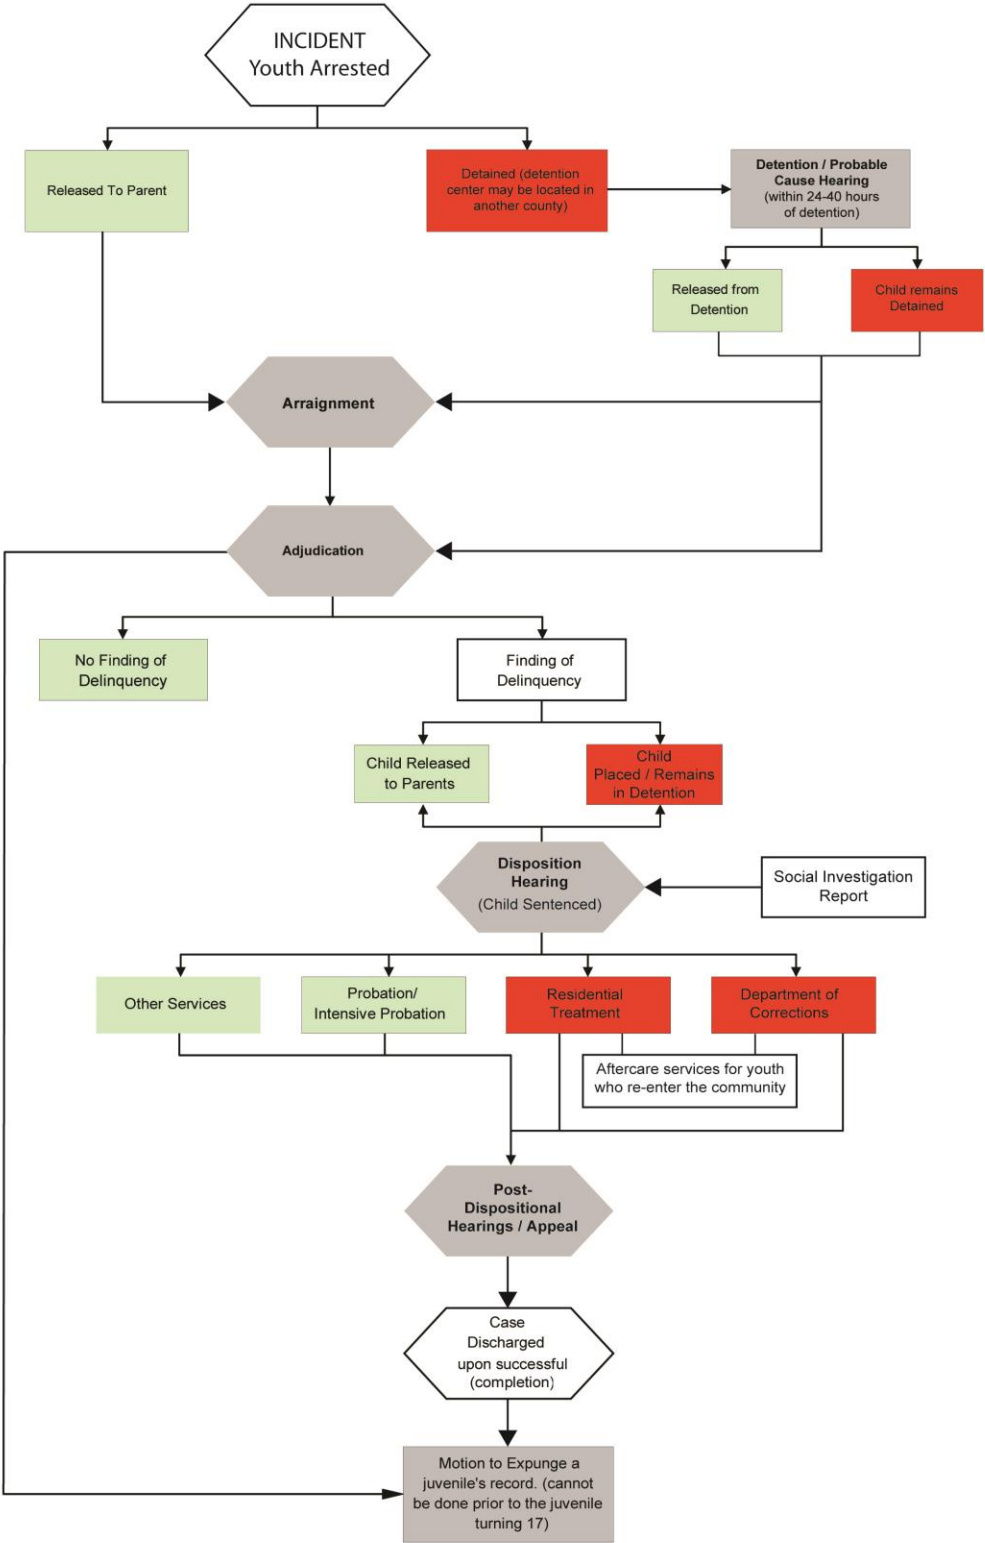 INCIDENT
Youth Arrested
Released To Parent
Detained (detention
center may be located in
another county)
Detention / Probable
Cause Hearing
(within 24-40 hours
of detention)
Released from
Detention
Child remains
Detained
Arraignment
Adjudication
No Finding of
Delinquency
Finding of
Delinquency
Child Released
to Parents
Child
Placed / Remains
in Detention
Disposition
Hearing
(Child Sentenced)
Social Investigation
Report
Other Services
Probation/
Intensive Probation
Residential
Treatment
Department of
Corrections
Aftercare services for youth
who re-enter the community
Post-
Dispositional
Hearings / Appeal
Case
Discharged
upon successful
(completion)
Motion to Expunge a
juvenile's record. (cannot
be done prior to the juvenile
turning 17)